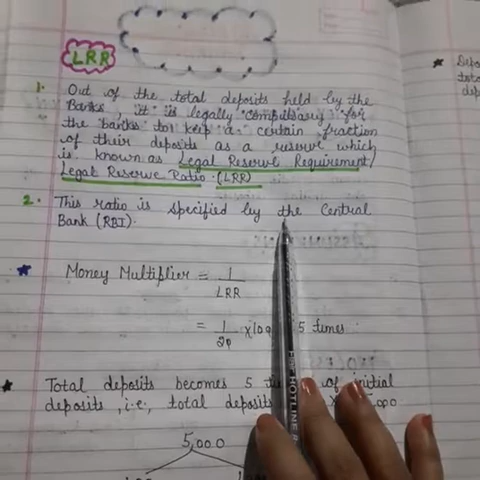 LRR
1. Out of the total deposits held by the
Banks, it is legally compulsary for
the banks to keep a certain fraction
of their deposits as a reserve which
is known as Legal Reserve Requirement/
Legal Reserve Ratio (LRR)
2. This ratio is specified by the Central
Bank (RBI).
Money Multiplier = 1
LRR
= 1 x100 5 times
20
Total deposits becomes 5 of initial
deposits, i.e, total deposits
5,000